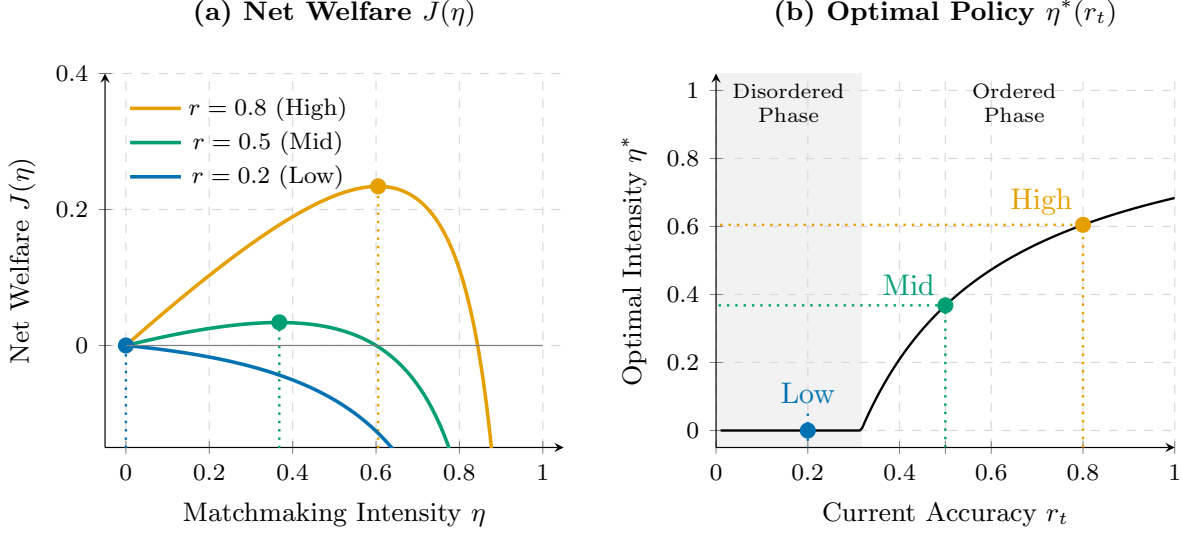 (a) Net Welfare J(η)
0.4
0.2
0
Net Welfare J(η)
r = 0.8 (High)
r = 0.5 (Mid)
r = 0.2 (Low)
0 0.2 0.4 0.6 0.8 1
Matchmaking Intensity η
(b) Optimal Policy η*(r_t)
1
0.8
0.6
0.4
0.2
0
Optimal Intensity η*
Disordered
Phase
Ordered
Phase
High
Mid
Low
0 0.2 0.4 0.6 0.8 1
Current Accuracy r_t